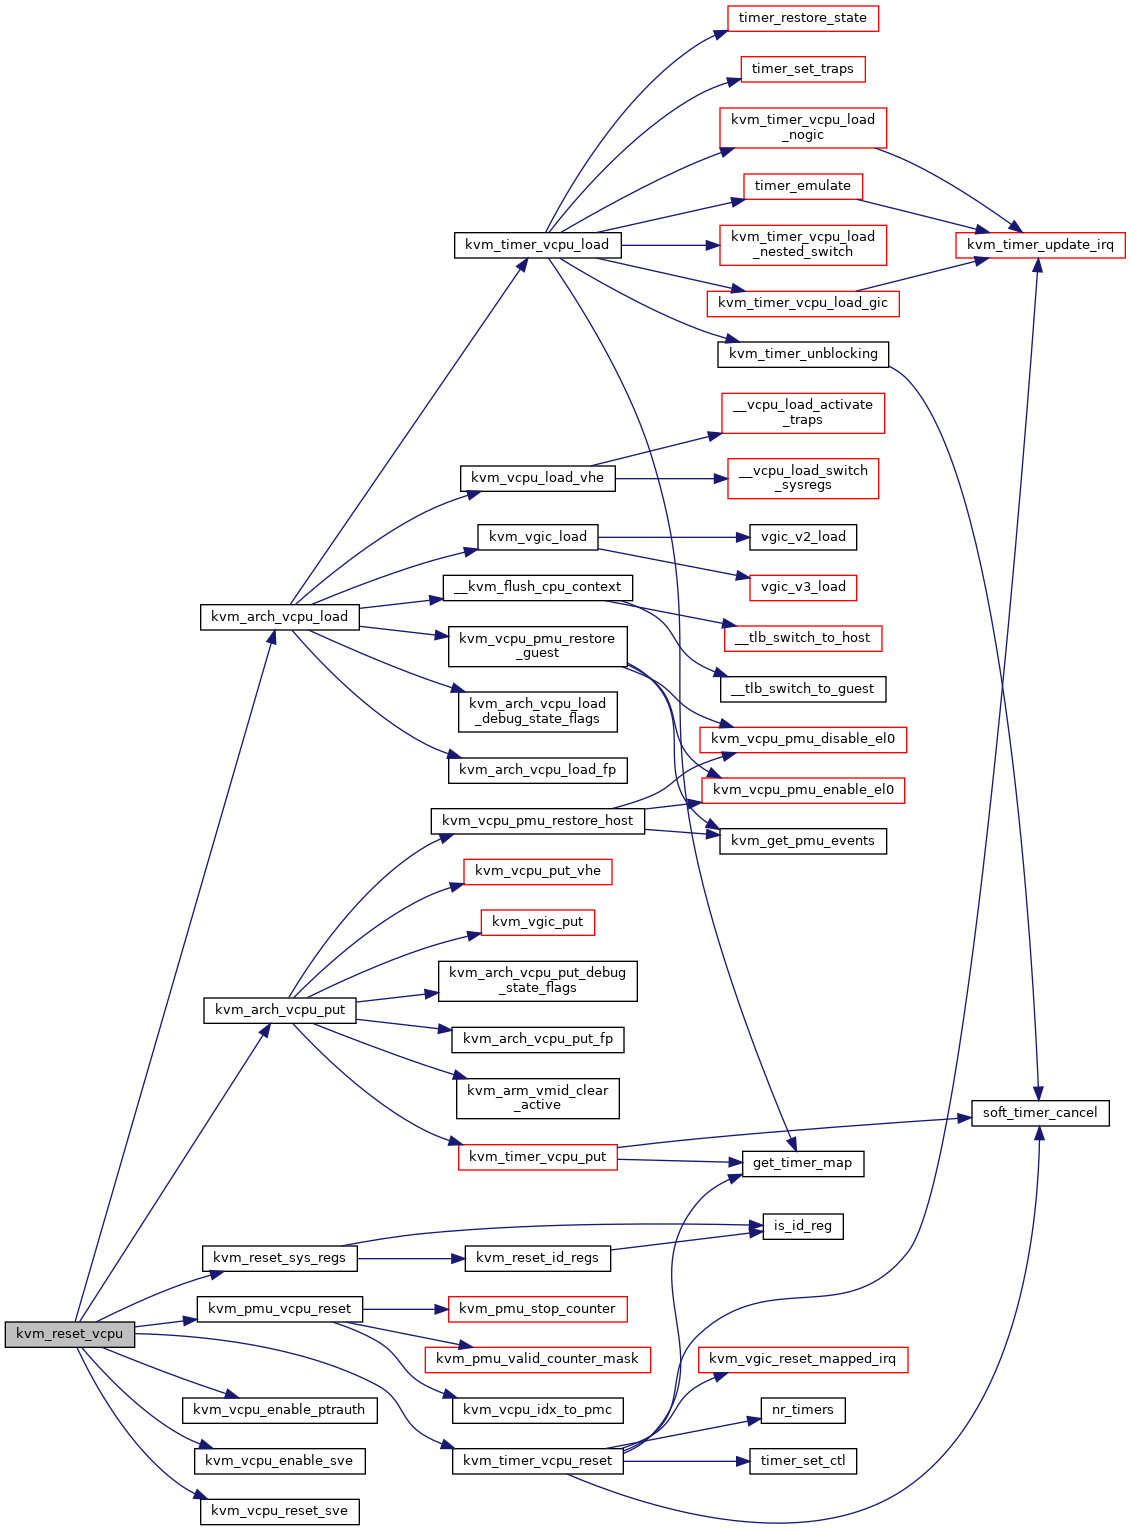 timer_restore_state
timer_set_traps
kvm_timer_vcpu_load
_nogic
timer_emulate
kvm_timer_vcpu_load
kvm_timer_vcpu_load
_nested_switch
kvm_timer_update_irq
kvm_timer_vcpu_load_gic
kvm_timer_unblocking
__vcpu_load_activate
_traps
kvm_vcpu_load_vhe
__vcpu_load_switch
_sysregs
kvm_vgic_load
vgic_v2_load
__kvm_flush_cpu_context
vgic_v3_load
kvm_arch_vcpu_load
kvm_vcpu_pmu_restore
_guest
__tlb_switch_to_host
__tlb_switch_to_guest
kvm_arch_vcpu_load
_debug_state_flags
kvm_vcpu_pmu_disable_el0
kvm_arch_vcpu_load_fp
kvm_vcpu_pmu_enable_el0
kvm_vcpu_pmu_restore_host
kvm_get_pmu_events
kvm_vcpu_put_vhe
kvm_vgic_put
kvm_arch_vcpu_put_debug
_state_flags
kvm_arch_vcpu_put
kvm_arch_vcpu_put_fp
kvm_arm_vmid_clear
_active
soft_timer_cancel
kvm_timer_vcpu_put
get_timer_map
is_id_reg
kvm_reset_sys_regs
kvm_reset_id_regs
kvm_pmu_vcpu_reset
kvm_pmu_stop_counter
kvm_reset_vcpu
kvm_pmu_valid_counter_mask
kvm_vgic_reset_mapped_irq
kvm_vcpu_enable_ptrauth
kvm_vcpu_idx_to_pmc
nr_timers
kvm_vcpu_enable_sve
kvm_timer_vcpu_reset
timer_set_ctl
kvm_vcpu_reset_sve